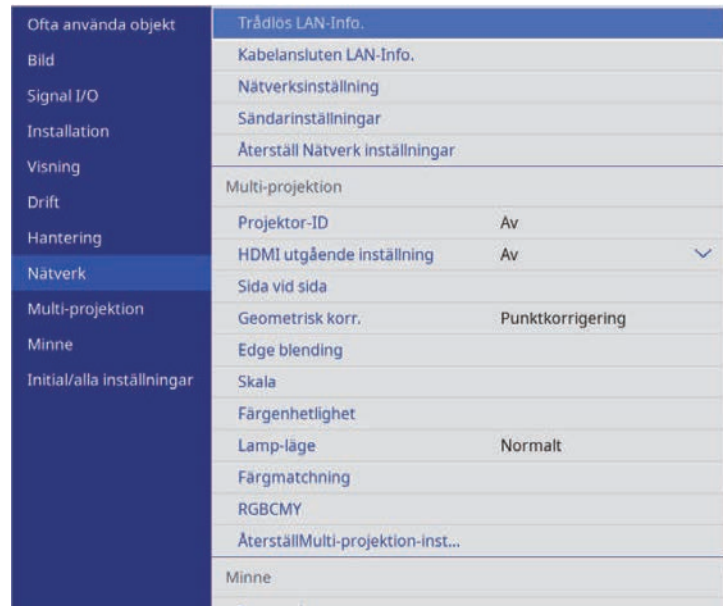 Ofta använda objekt
Bild
Signal I/O
Installation
Visning
Drift
Hantering
Nätverk
Multi-projektion
Minne
Initial/alla inställningar
Trådlös LAN-Info.
Kabelansluten LAN-Info.
Nätverksinställning
Sändarinställningar
Återställ Nätverk inställningar
Multi-projektion
Projektor-ID Av
HDMI utgående inställning Av
Sida vid sida
Geometrisk korr. Punktkorrigering
Edge blending
Skala
Färgenhetlighet
Lamp-läge Normalt
Färgmatchning
RGBCMY
ÅterställMulti-projektion-inst...
Minne